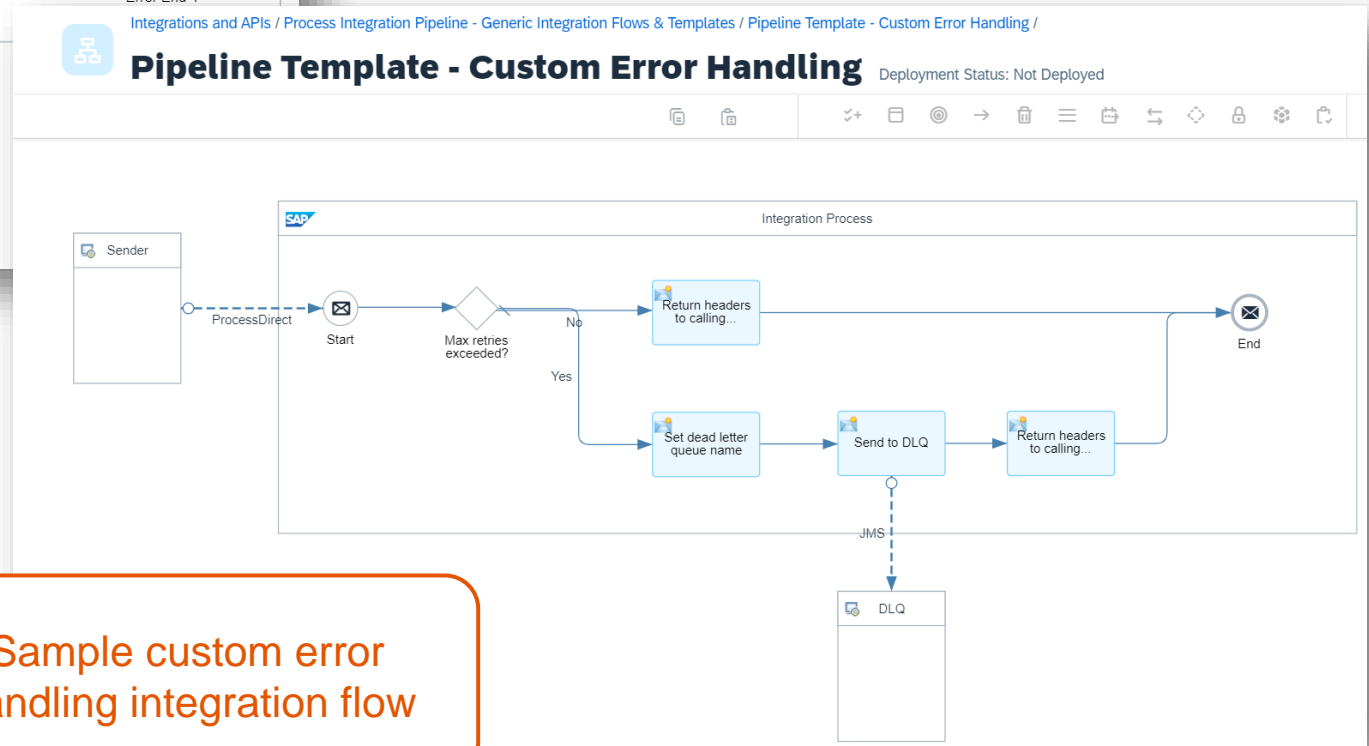 Integrations and APIs / Process Integration Pipeline - Generic Integration Flows & Templates / Pipeline Template - Custom Error Handling /
Pipeline Template - Custom Error Handling Deployment Status: Not Deployed
SAP
Integration Process
Sender
ProcessDirect
Start
Max retries
exceeded?
No
Yes
Return headers
to calling...
End
Set dead letter
queue name
Send to DLQ
Return headers
to calling...
JMS
DLQ
Sample custom error
andling integration flow